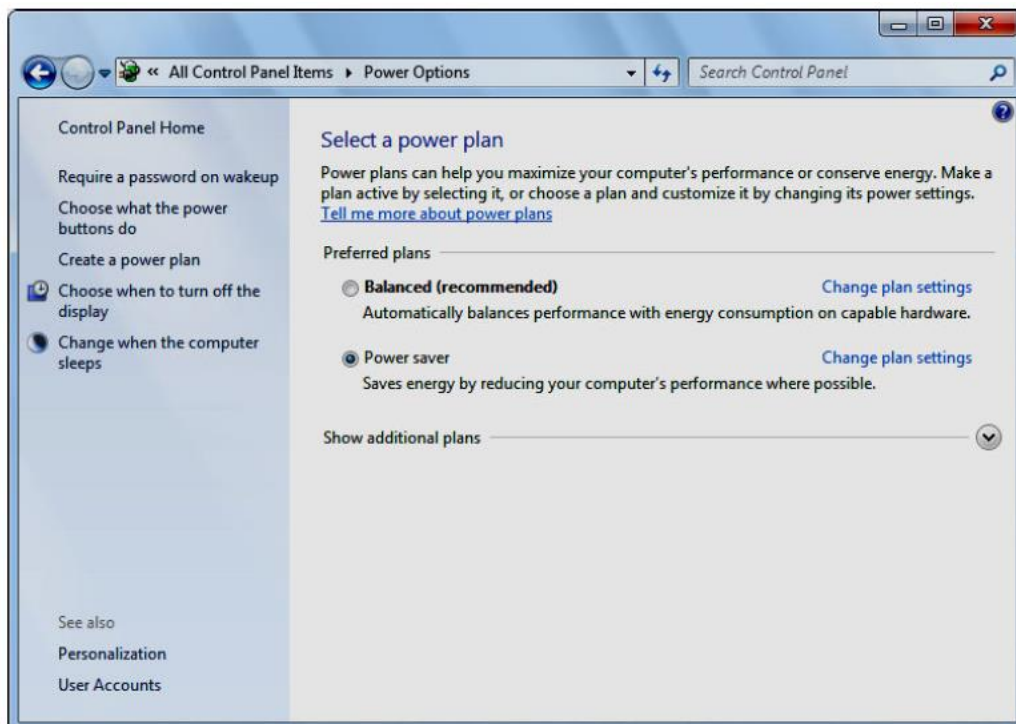 « All Control Panel Items ▸ Power Options
Search Control Panel
Control Panel Home
Require a password on wakeup
Choose what the power
buttons do
Create a power plan
Choose when to turn off the
display
Change when the computer
sleeps
See also
Personalization
User Accounts
Select a power plan
Power plans can help you maximize your computer's performance or conserve energy. Make a
plan active by selecting it, or choose a plan and customize it by changing its power settings.
Tell me more about power plans
Preferred plans
Balanced (recommended) Change plan settings
Automatically balances performance with energy consumption on capable hardware.
Power saver Change plan settings
Saves energy by reducing your computer's performance where possible.
Show additional plans